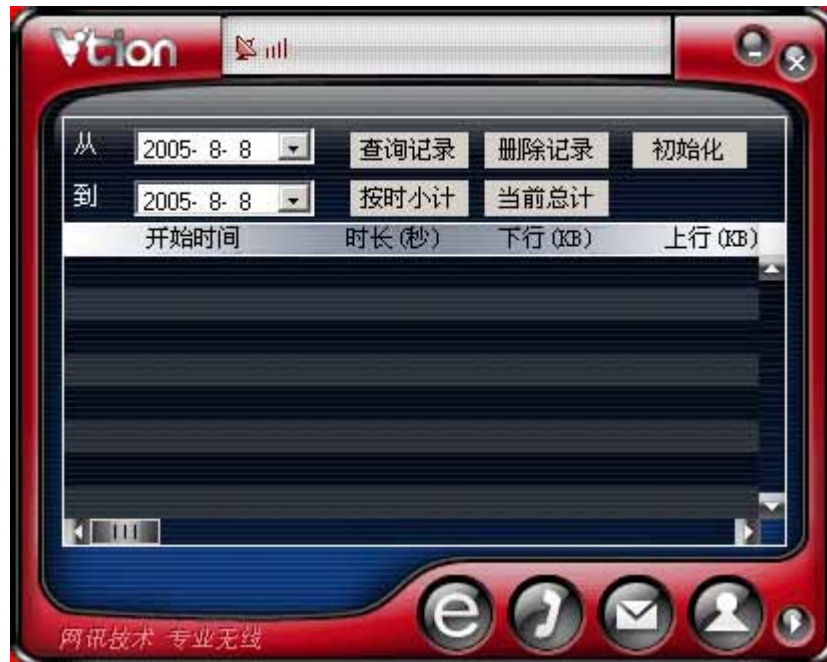 Vtion
从 2005- 8- 8 查询记录 删除记录 初始化
到 2005- 8- 8 按时小计 当前总计
开始时间 时长(秒) 下行(KB) 上行(KB)
网讯技术 专业无线